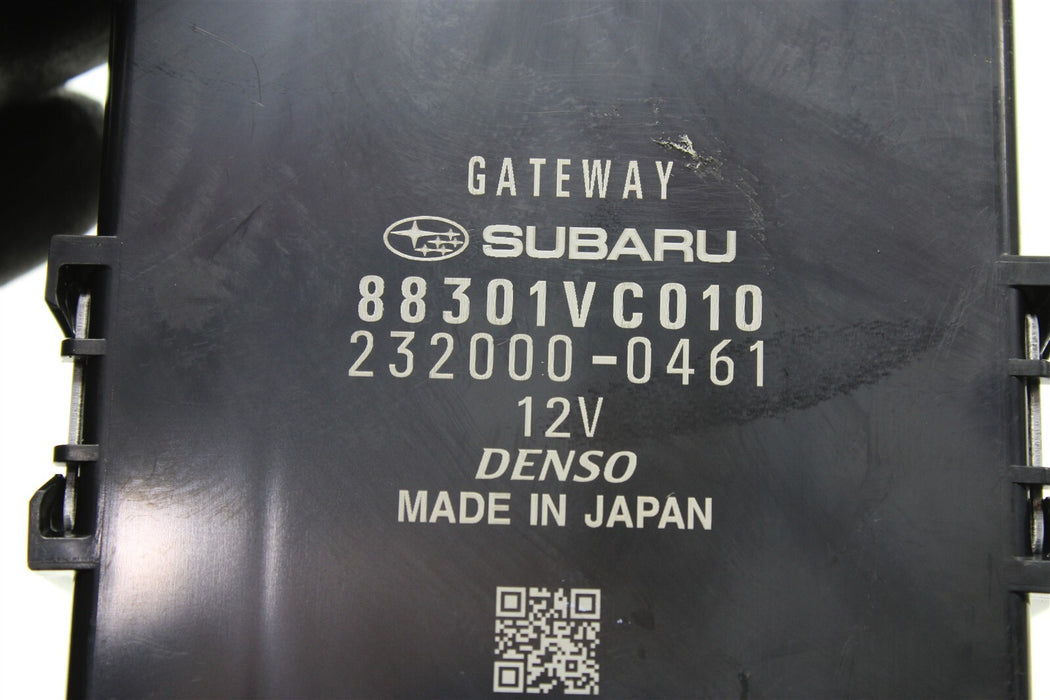 GATEWAY
SUBARU
88301VC010
232000-0461
12V
DENSO
MADE IN JAPAN